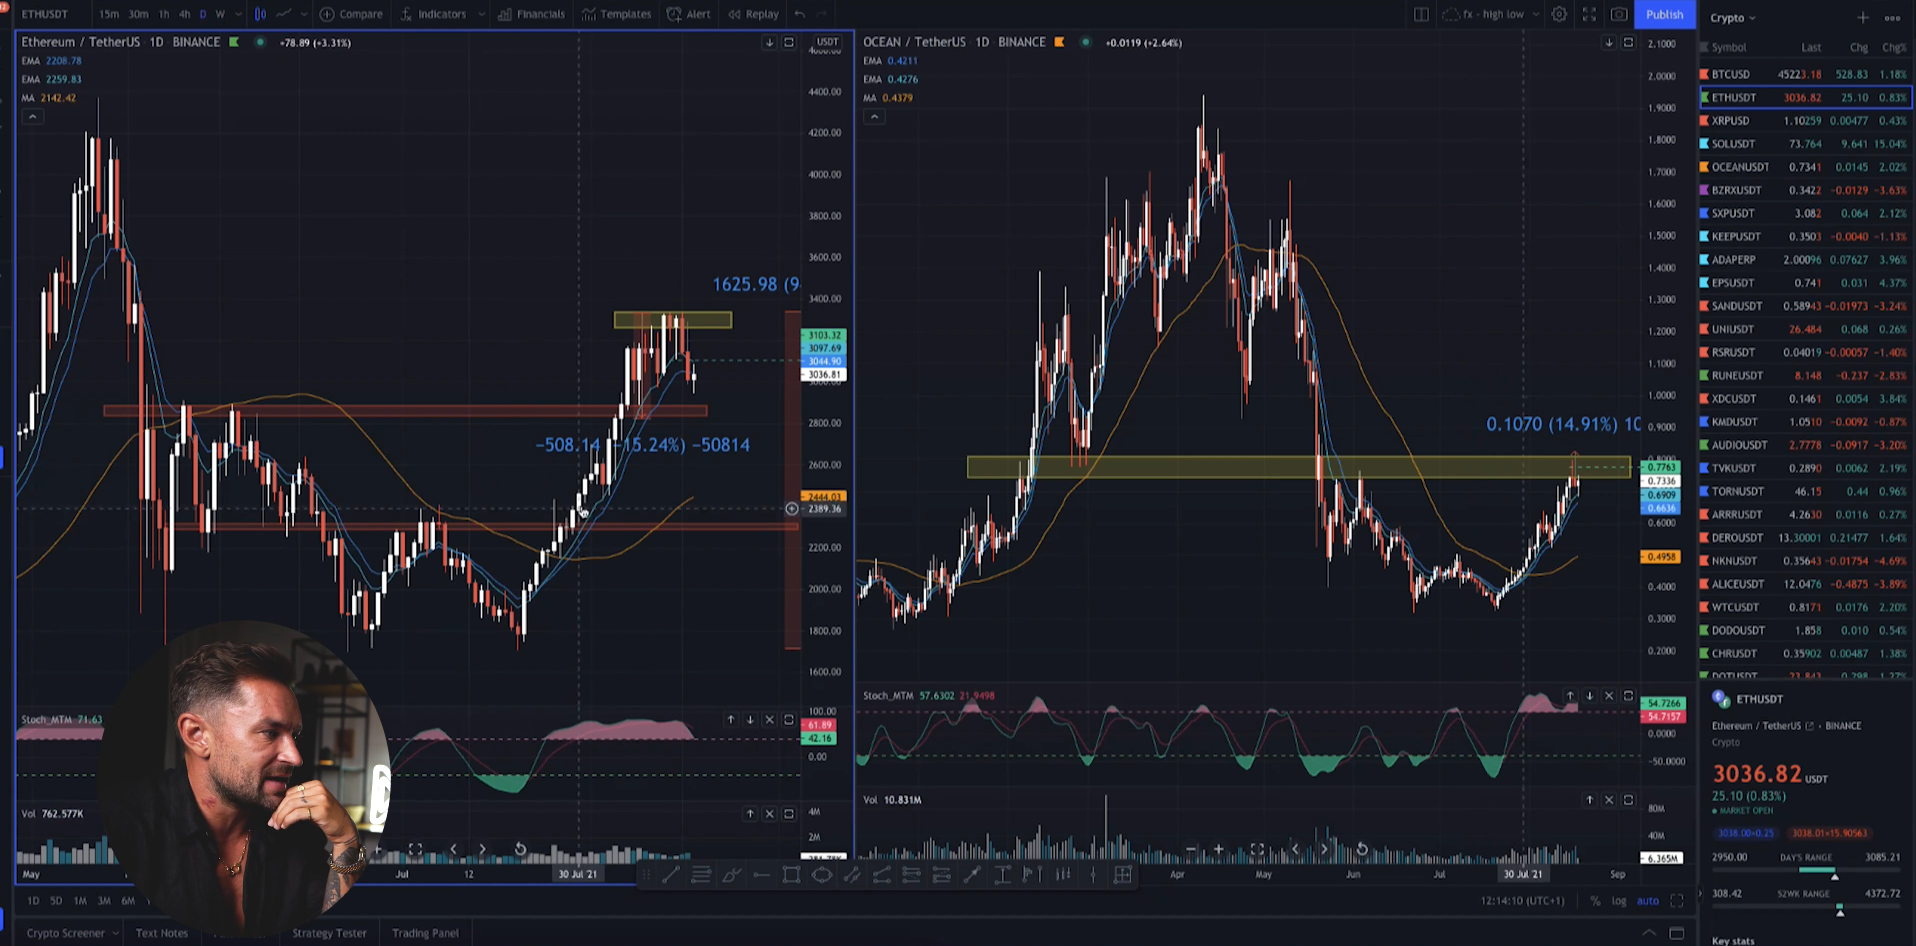 ETHUSDT 15m 30m 1h 4h D W Compare Indicators Financials Templates Alert Replay fx - high low Publish
Ethereum / TetherUS · 1D · BINANCE +78.89 (+3.31%) USDT
EMA 2208.78
EMA 2259.83
MA 2142.42
4400.00
4200.00
4000.00
3800.00
3600.00
3400.00
3103.32
3097.69
3044.90
3036.81
2800.00
2600.00
2444.03
2389.36
2200.00
2000.00
1800.00
1600.00
1625.98 (9
−508.14 −15.24%) −50814
Stoch_MTM 71.63
100.00
61.89
42.16
0.00
Vol 762.577K
4M
2M
May Jul 12 30 Jul '21
1D 5D 1M 3M 6M
Crypto Screener Text Notes Strategy Tester Trading Panel
OCEAN / TetherUS · 1D · BINANCE +0.0119 (+2.64%)
EMA 0.4211
EMA 0.4276
MA 0.4379
2.1000
2.0000
1.9000
1.8000
1.7000
1.6000
1.5000
1.4000
1.3000
1.2000
1.1000
1.0000
0.9000
0.7763
0.7336
0.6909
0.6636
0.6000
0.4958
0.4000
0.3000
0.2000
0.1070 (14.91%) 10
Stoch_MTM 57.6302 21.9498
54.7266
54.7157
0.0000
−50.0000
Vol 10.831M
80M
40M
6.365M
Apr May Jun Jul 30 Jul '21 Sep
12:14:10 (UTC+1) % log auto
Crypto
Symbol Last Chg Chg%
BTCUSD 45223.18 528.83 1.18%
ETHUSDT 3036.82 25.10 0.83%
XRPUSD 1.10259 0.00477 0.43%
SOLUSDT 73.764 9.641 15.04%
OCEANUSDT 0.7341 0.0145 2.02%
BZRXUSDT 0.3422 −0.0129 −3.63%
SXPUSDT 3.082 0.064 2.12%
KEEPUSDT 0.3503 −0.0040 −1.13%
ADAPERP 2.00096 0.07627 3.96%
EPSUSDT 0.741 0.031 4.37%
SANDUSDT 0.58943 −0.01973 −3.24%
UNIUSDT 26.484 0.068 0.26%
RSRUSDT 0.04019 −0.00057 −1.40%
RUNEUSDT 8.148 −0.237 −2.83%
XDCUSDT 0.1461 0.0054 3.84%
KMDUSDT 1.0510 −0.0092 −0.87%
AUDIOUSDT 2.7778 −0.0917 −3.20%
TVKUSDT 0.2890 0.0062 2.19%
TORNUSDT 46.15 0.44 0.96%
ARRRUSDT 4.2630 0.0116 0.27%
DEROUSDT 13.30001 0.21477 1.64%
NKNUSDT 0.35643 −0.01754 −4.69%
ALICEUSDT 12.0476 −0.4875 −3.89%
WTCUSDT 0.8171 0.0176 2.20%
DODOUSDT 1.858 0.010 0.54%
CHRUSDT 0.35902 0.00487 1.38%
DOTUSDT 23.843 0.298 1.27%
ETHUSDT
Ethereum / TetherUS · BINANCE
Crypto
3036.82 USDT
25.10 (0.83%)
MARKET OPEN
3038.00×0.25 3038.01×15.90563
2950.00 DAY'S RANGE 3085.21
308.42 52WK RANGE 4372.72
Key stats